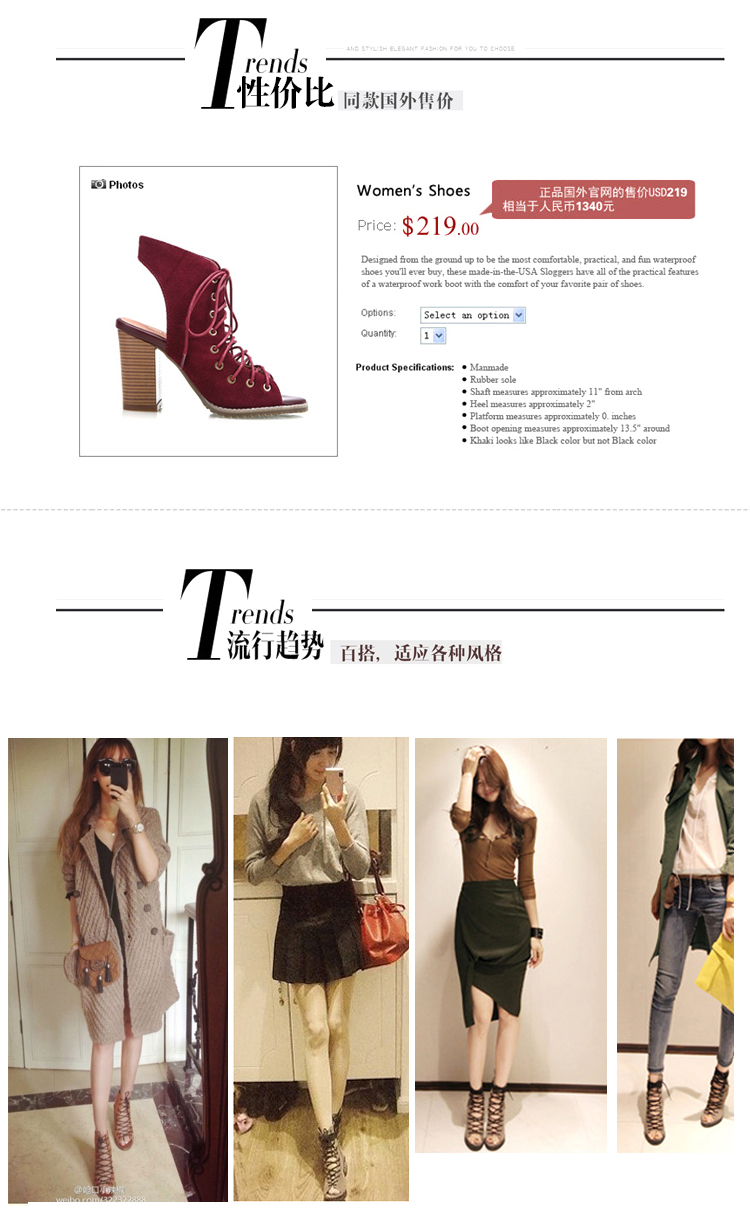 AND STYLISH ELEGANT FASHION FOR YOU TO CHOOSE
Trends
性价比 同款国外售价
Photos
Women's Shoes
正品国外官网的售价USD219
相当于人民币1340元
Price: $219.00
Designed from the ground up to be the most comfortable, practical, and fun waterproof
shoes you'll ever buy, these made-in-the-USA Sloggers have all of the practical features
of a waterproof work boot with the comfort of your favorite pair of shoes.
Options: Select an option
Quantity: 1
Product Specifications: • Manmade
• Rubber sole
• Shaft measures approximately 11" from arch
• Heel measures approximately 2"
• Platform measures approximately 0. inches
• Boot opening measures approximately 13.5" around
• Khaki looks like Black color but not Black color
Trends
流行趋势 百搭，适应各种风格